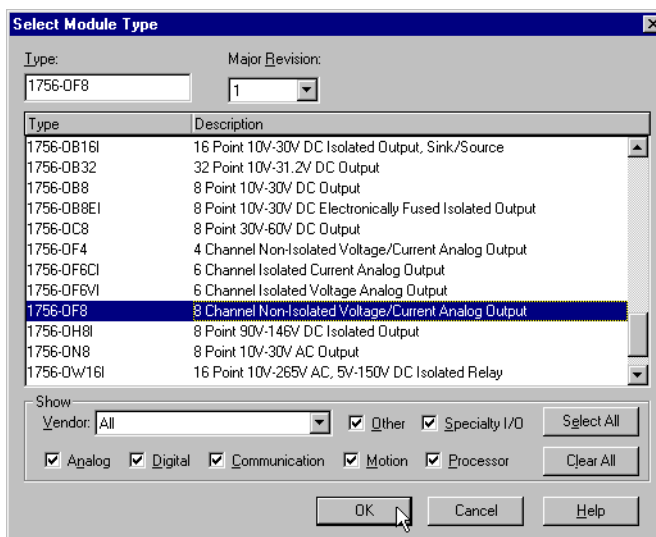 Select Module Type
Type:
Major Revision:
1756-OF8
1
Type Description
1756-OB16I 16 Point 10V-30V DC Isolated Output, Sink/Source
1756-OB32 32 Point 10V-31.2V DC Output
1756-OB8 8 Point 10V-30V DC Output
1756-OB8EI 8 Point 10V-30V DC Electronically Fused Isolated Output
1756-OC8 8 Point 30V-60V DC Output
1756-OF4 4 Channel Non-Isolated Voltage/Current Analog Output
1756-OF6CI 6 Channel Isolated Current Analog Output
1756-OF6VI 6 Channel Isolated Voltage Analog Output
1756-OF8 8 Channel Non-Isolated Voltage/Current Analog Output
1756-OH8I 8 Point 90V-146V DC Isolated Output
1756-ON8 8 Point 10V-30V AC Output
1756-OW16I 16 Point 10V-265V AC, 5V-150V DC Isolated Relay
Show
Vendor: All Other Specialty I/O Select All
Analog Digital Communication Motion Processor Clear All
OK Cancel Help